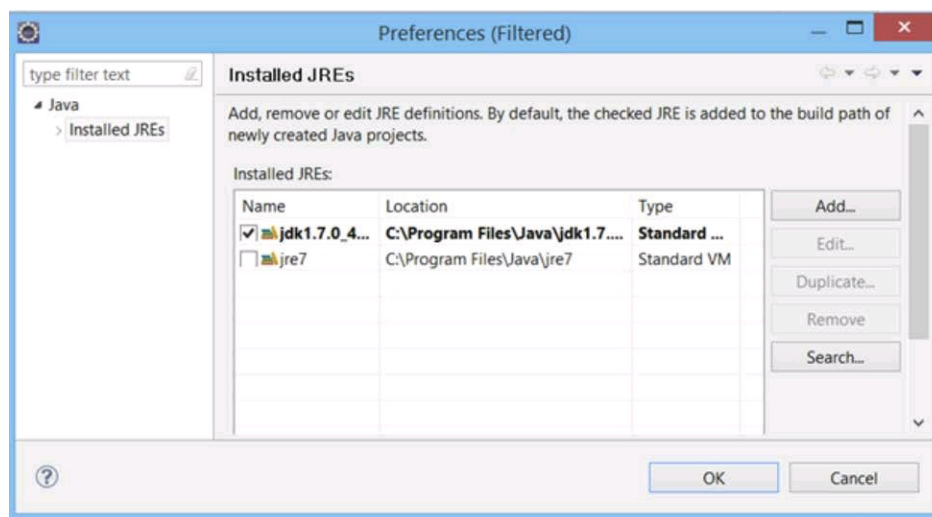 Preferences (Filtered)
type filter text
Java
Installed JREs
Installed JREs
Add, remove or edit JRE definitions. By default, the checked JRE is added to the build path of
newly created Java projects.
Installed JREs:
Name Location Type
jdk1.7.0_4... C:\Program Files\Java\jdk1.7.... Standard ...
jre7 C:\Program Files\Java\jre7 Standard VM
Add...
Edit...
Duplicate...
Remove
Search...
OK Cancel